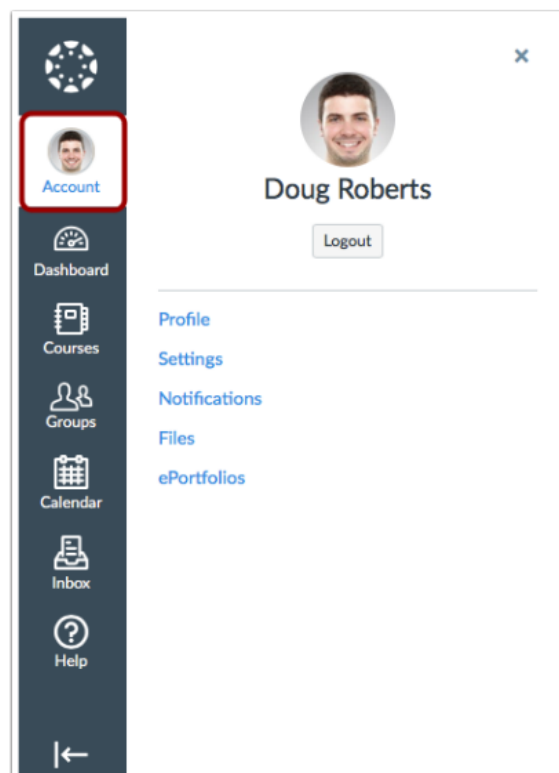 Account
Dashboard
Courses
Groups
Calendar
Inbox
Help
Doug Roberts
Logout
Profile
Settings
Notifications
Files
ePortfolios